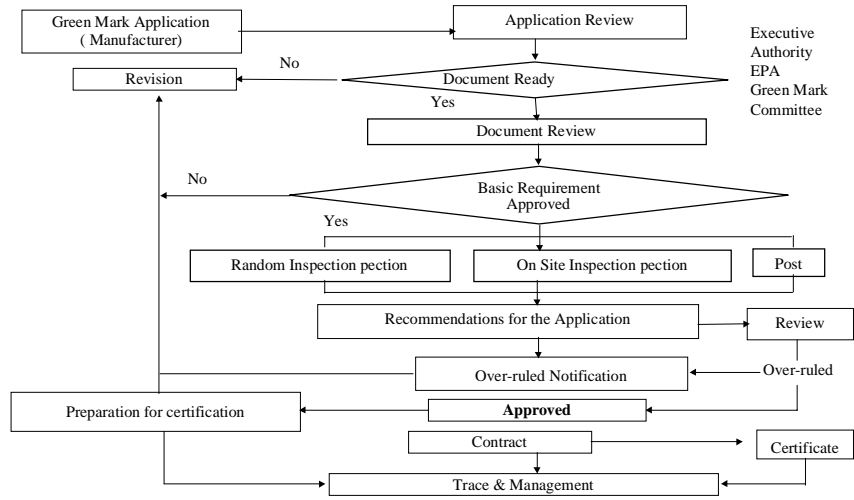 Green Mark Application
( Manufacturer)
Application Review
Executive
Authority
EPA
Green Mark
Committee
No
Revision
Document Ready
Yes
Document Review
No
Basic Requirement
Approved
Yes
Random Inspection pection
On Site Inspection pection
Post
Recommendations for the Application
Review
Over-ruled Notification
Over-ruled
Preparation for certification
Approved
Contract
Certificate
Trace & Management